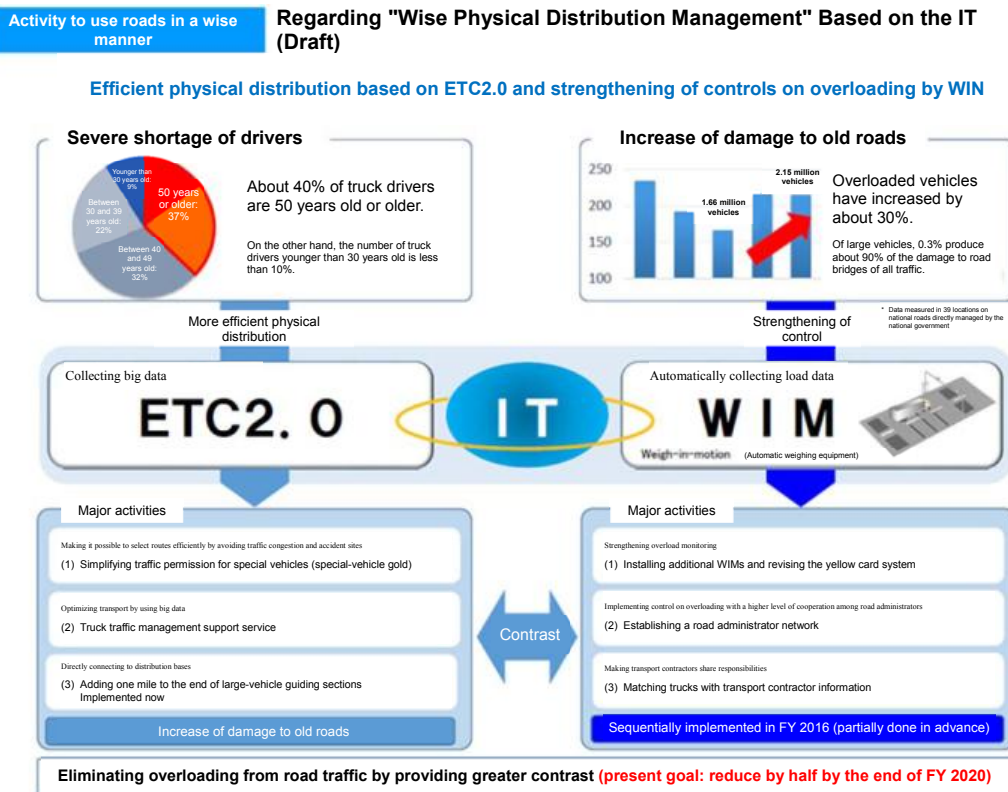 Activity to use roads in a wise
manner
Regarding "Wise Physical Distribution Management" Based on the IT
(Draft)
Efficient physical distribution based on ETC2.0 and strengthening of controls on overloading by WIN
Severe shortage of drivers
Younger than
30 years old:
9%
50 years
or older:
37%
Between
30 and 39
years old:
22%
Between 40
and 49
years old:
32%
About 40% of truck drivers
are 50 years old or older.
On the other hand, the number of truck
drivers younger than 30 years old is less
than 10%.
Increase of damage to old roads
250
200
150
100
1.66 million
vehicles
2.15 million
vehicles
Overloaded vehicles
have increased by
about 30%.
Of large vehicles, 0.3% produce
about 90% of the damage to road
bridges of all traffic.
* Data measured in 39 locations on
national roads directly managed by the
national government
More efficient physical
distribution
Strengthening of
control
Collecting big data
ETC2. 0
IT
Automatically collecting load data
WIM
Weigh-in-motion (Automatic weighing equipment)
Major activities
Making it possible to select routes efficiently by avoiding traffic congestion and accident sites
(1) Simplifying traffic permission for special vehicles (special-vehicle gold)
Optimizing transport by using big data
(2) Truck traffic management support service
Directly connecting to distribution bases
(3) Adding one mile to the end of large-vehicle guiding sections
Implemented now
Increase of damage to old roads
Contrast
Major activities
Strengthening overload monitoring
(1) Installing additional WIMs and revising the yellow card system
Implementing control on overloading with a higher level of cooperation among road administrators
(2) Establishing a road administrator network
Making transport contractors share responsibilities
(3) Matching trucks with transport contractor information
Sequentially implemented in FY 2016 (partially done in advance)
Eliminating overloading from road traffic by providing greater contrast (present goal: reduce by half by the end of FY 2020)